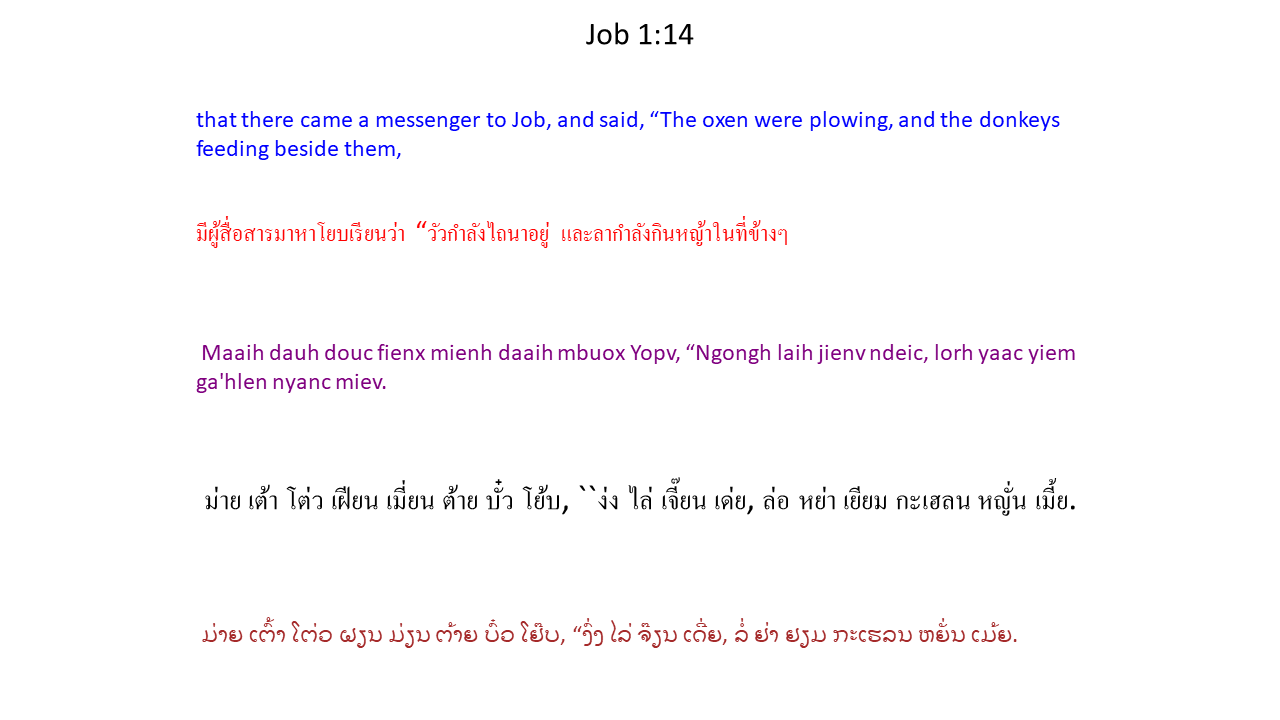 Job 1:14
that there came a messenger to Job, and said, “The oxen were plowing, and the donkeys
feeding beside them,
มีผู้สื่อสารมาหาโยบเรียนว่า “วัวกำลังไถนาอยู่ และลากำลังกินหญ้าในที่ข้างๆ
Maaih dauh douc fienx mienh daaih mbuox Yopv, “Ngongh laih jienv ndeic, lorh yaac yiem
ga'hlen nyanc miev.
ม่าย เต้า โต่ว เฝียน เมี่ยน ต้าย บั๋ว โย้บ, ``ง่ง ไล่ เจี๊ยน เด่ย, ล่อ หย่า เยียม กะเฮลน หญั่น เมี้ย.
ມ່າຍ ເຕົ້າ ໂຕ່ວ ຝຽນ ມ່ຽນ ຕ້າຍ ບົ໋ວ ໂຢ໊ບ, “ງົ່ງ ໄລ່ ຈ໊ຽນ ເດີ່ຍ, ລໍ່ ຢ່າ ຢຽມ ກະເຮລນ ຫຍັ່ນ ເມ້ຍ.